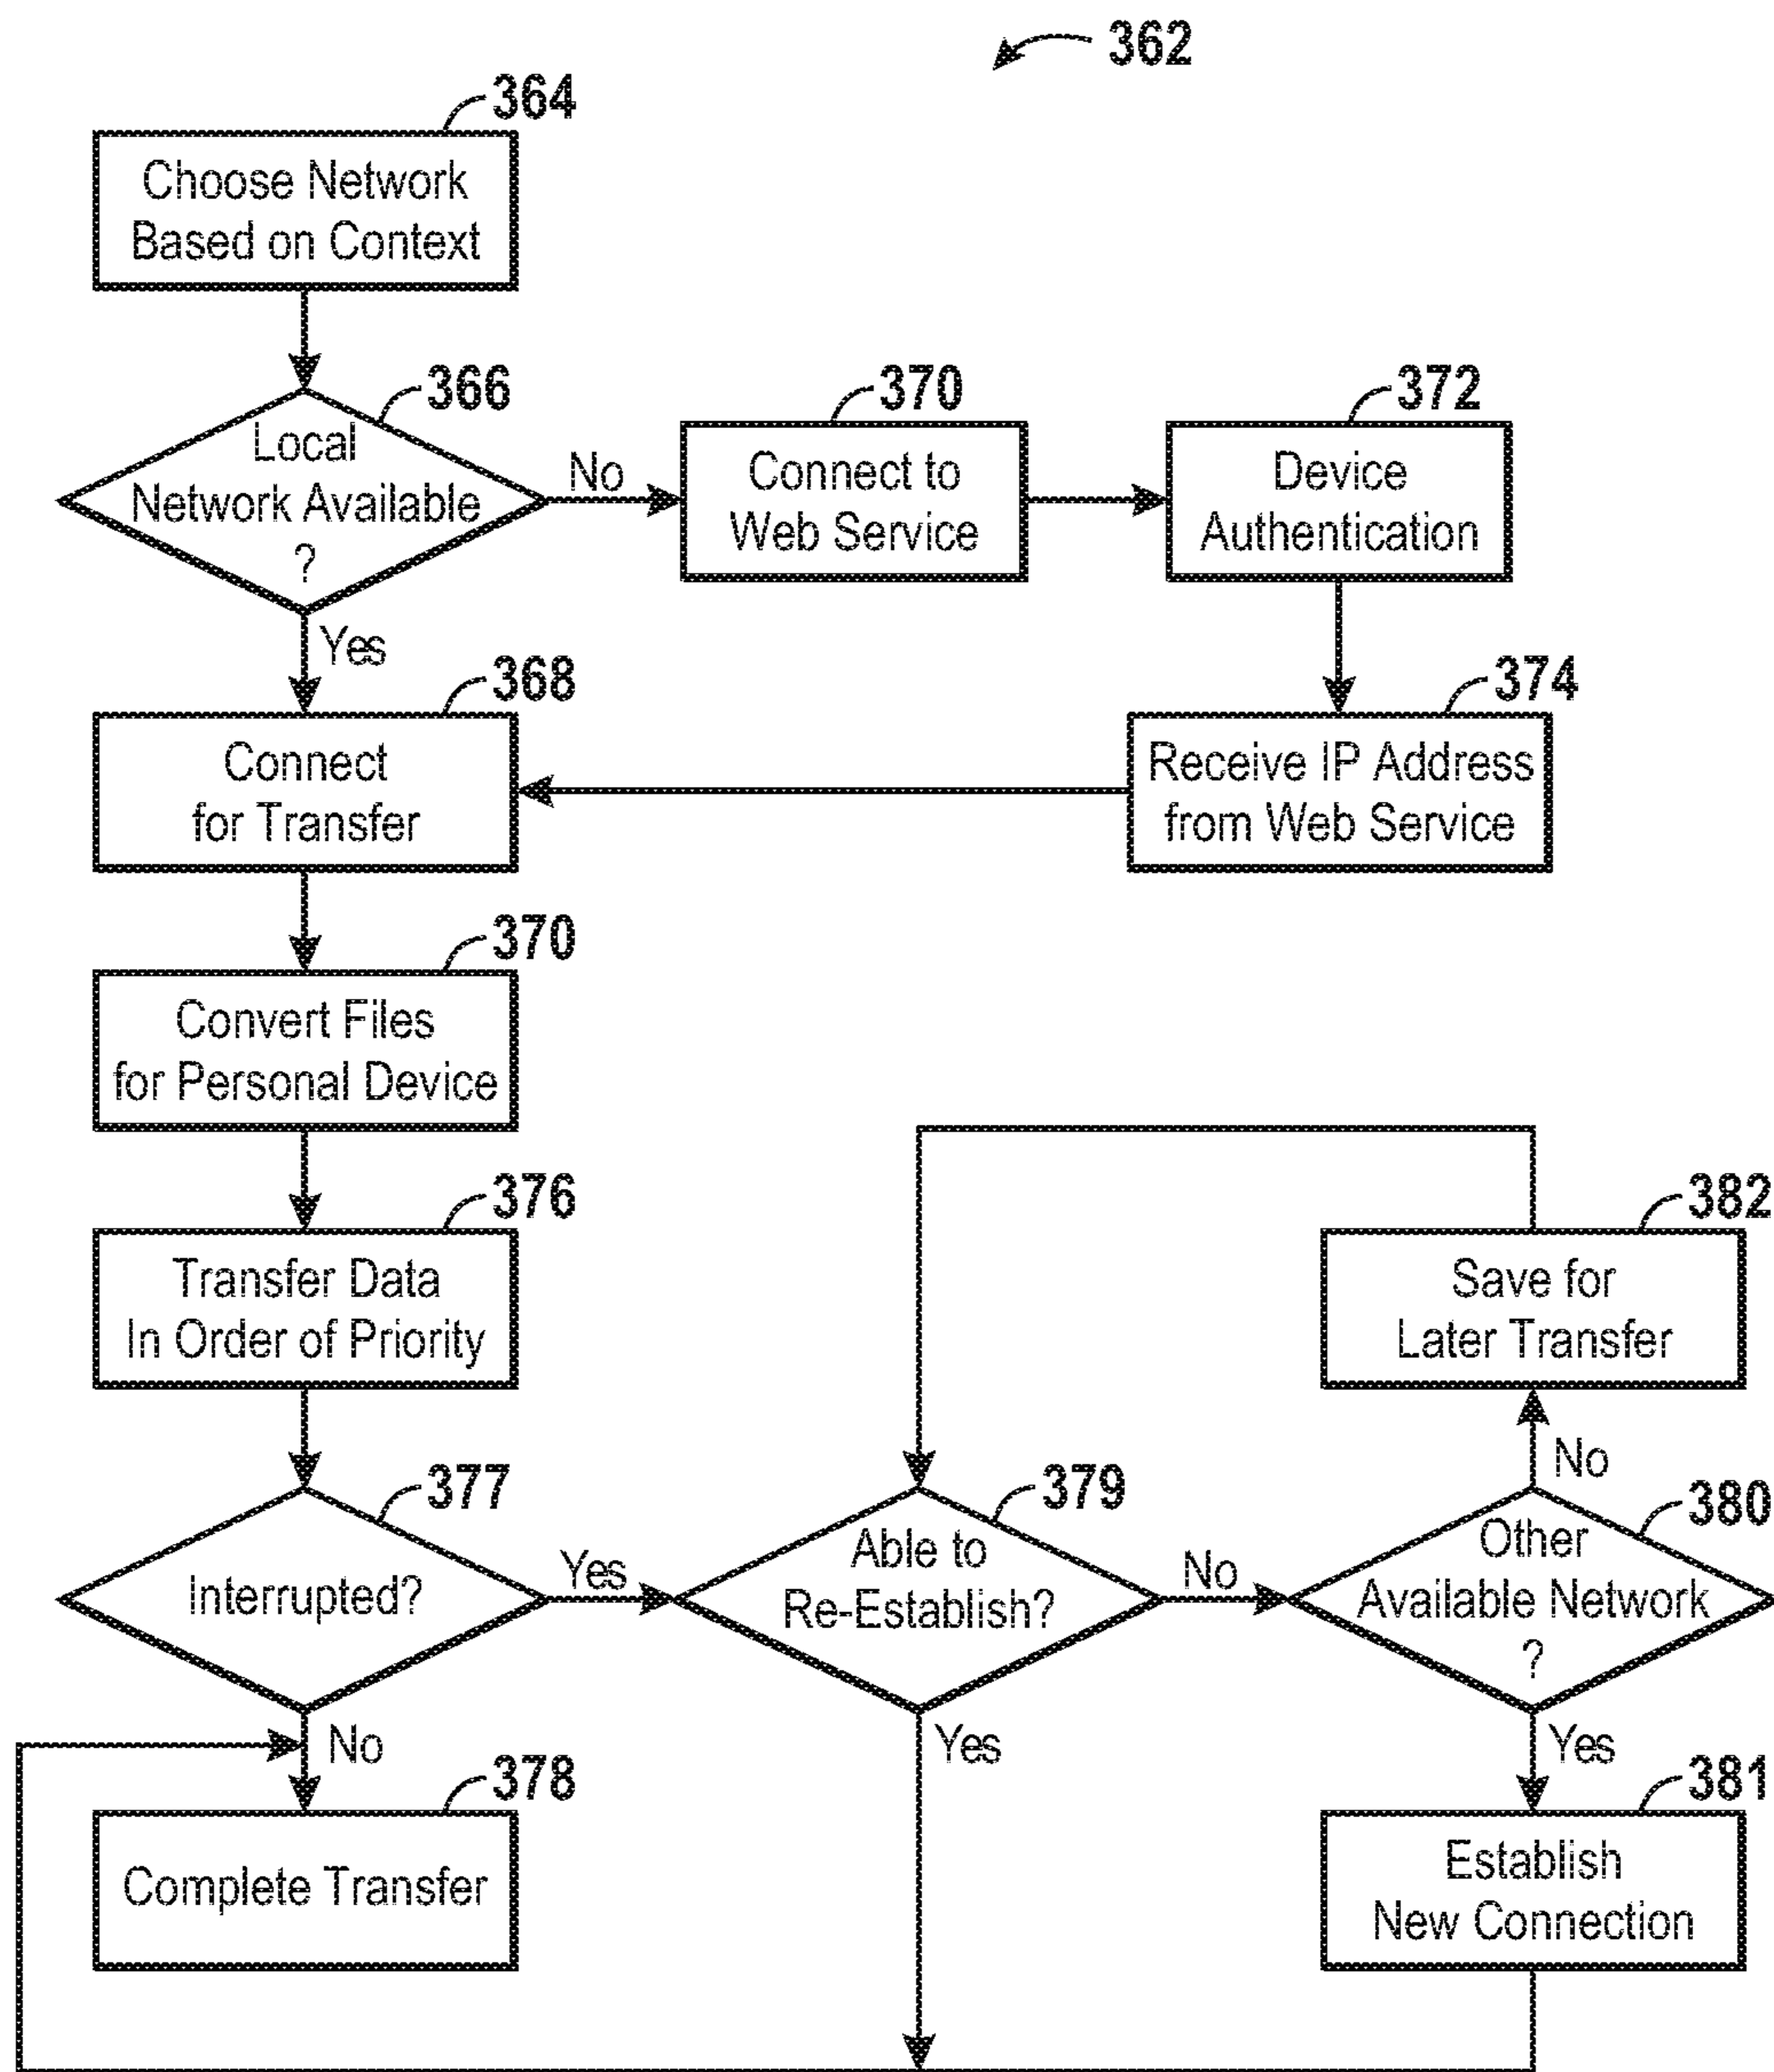 362
364
Choose Network
Based on Context
366
Local
Network Available
?
No
370
Connect to
Web Service
372
Device
Authentication
Yes
368
Connect
for Transfer
374
Receive IP Address
from Web Service
370
Convert Files
for Personal Device
376
Transfer Data
In Order of Priority
382
Save for
Later Transfer
377
Interrupted?
Yes
379
Able to
Re-Establish?
No
380
Other
Available Network
?
No
No
Yes
Yes
378
Complete Transfer
381
Establish
New Connection